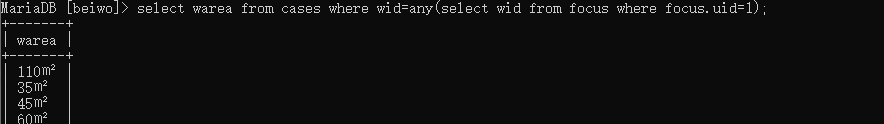 MariaDB [beiwo]> select warea from cases where wid=any(select wid from focus where focus.uid=1);
+-------+
| warea |
+-------+
| 110m² |
| 35m² |
| 45m² |
| 60m² |